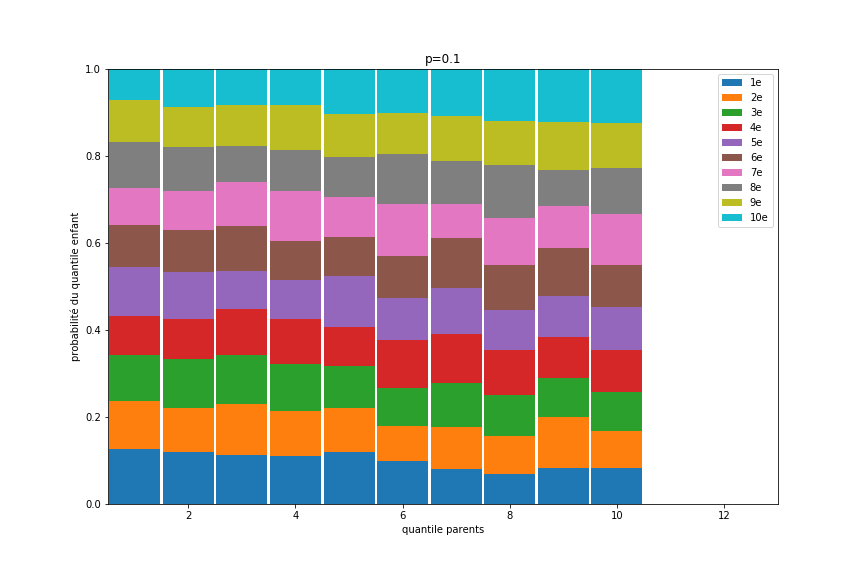 p=0.1
1.0
0.8
0.6
0.4
0.2
0.0
probabilité du quantile enfant
2
4
6
8
10
12
quantile parents
1e
2e
3e
4e
5e
6e
7e
8e
9e
10e